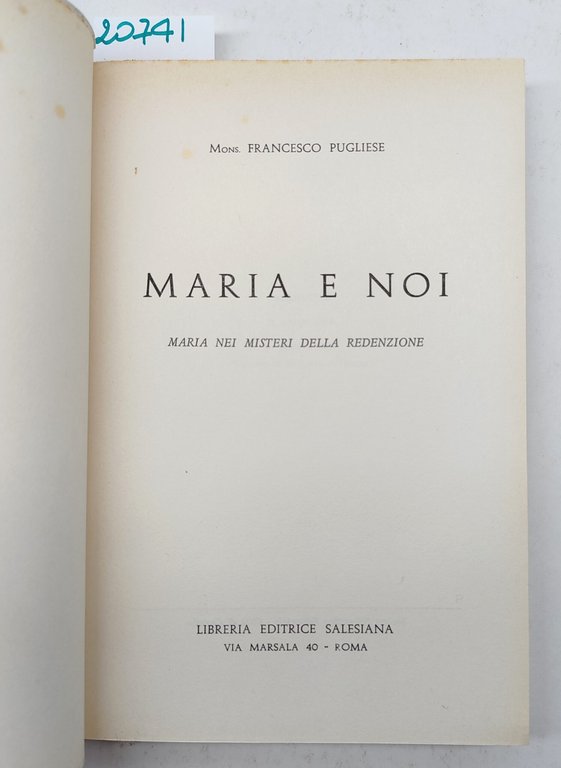 20741
Mons. FRANCESCO PUGLIESE
MARIA E NOI
MARIA NEI MISTERI DELLA REDENZIONE
LIBRERIA EDITRICE SALESIANA
VIA MARSALA 40 - ROMA